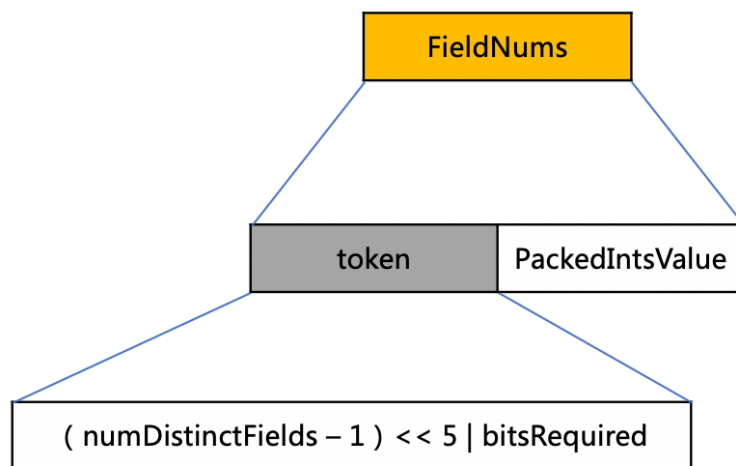 FieldNums
token PackedIntsValue
( numDistinctFields – 1 ) << 5 | bitsRequired